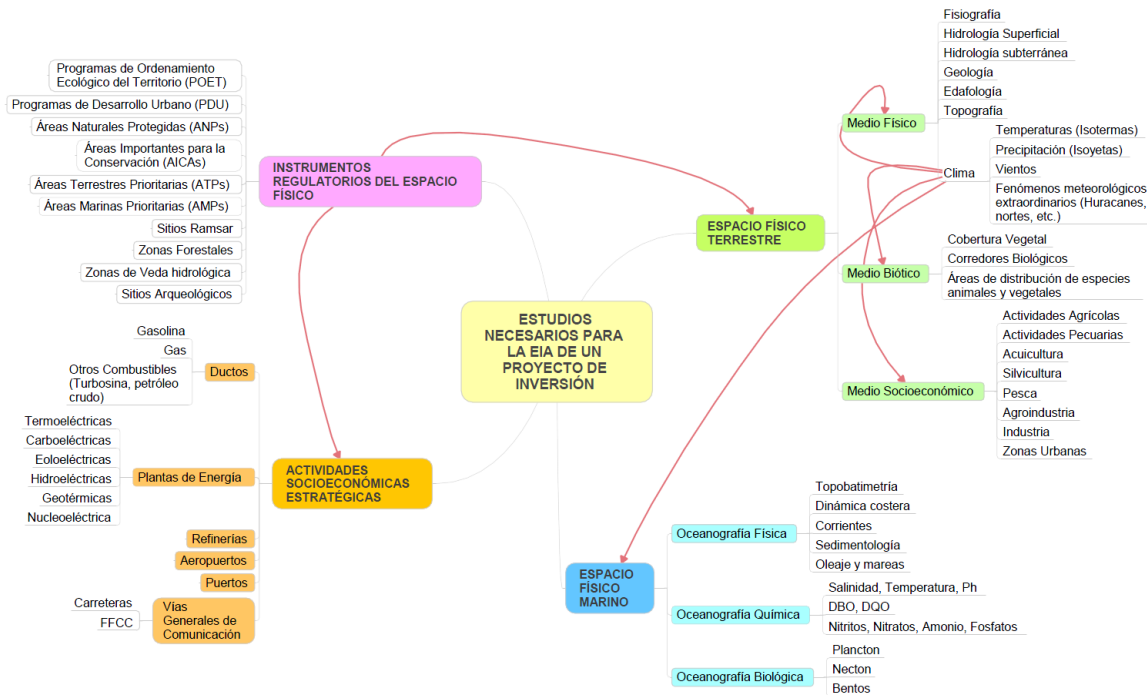 ESTUDIOS
NECESARIOS PARA
LA EIA DE UN
PROYECTO DE
INVERSIÓN
INSTRUMENTOS
REGULATORIOS DEL ESPACIO
FÍSICO
Programas de Ordenamiento
Ecológico del Territorio (POET)
Programas de Desarrollo Urbano (PDU)
Áreas Naturales Protegidas (ANPs)
Áreas Importantes para la
Conservación (AICAs)
Áreas Terrestres Prioritarias (ATPs)
Áreas Marinas Prioritarias (AMPs)
Sitios Ramsar
Zonas Forestales
Zonas de Veda hidrológica
Sitios Arqueológicos
ACTIVIDADES
SOCIOECONÓMICAS
ESTRATÉGICAS
Ductos
Gasolina
Gas
Otros Combustibles
(Turbosina, petróleo
crudo)
Plantas de Energía
Termoeléctricas
Carboeléctricas
Eoloeléctricas
Hidroeléctricas
Geotérmicas
Nucleoeléctrica
Refinerías
Aeropuertos
Puertos
Vías
Generales de
Comunicación
Carreteras
FFCC
ESPACIO FÍSICO
TERRESTRE
Medio Físico
Fisiografía
Hidrología Superficial
Hidrología subterránea
Geología
Edafología
Topografía
Clima
Temperaturas (Isotermas)
Precipitación (Isoyetas)
Vientos
Fenómenos meteorológicos
extraordinarios (Huracanes,
nortes, etc.)
Medio Biótico
Cobertura Vegetal
Corredores Biológicos
Áreas de distribución de especies
animales y vegetales
Medio Socioeconómico
Actividades Agrícolas
Actividades Pecuarias
Acuicultura
Silvicultura
Pesca
Agroindustria
Industria
Zonas Urbanas
ESPACIO
FÍSICO
MARINO
Oceanografía Física
Topobatimetría
Dinámica costera
Corrientes
Sedimentología
Oleaje y mareas
Oceanografía Química
Salinidad, Temperatura, Ph
DBO, DQO
Nitritos, Nitratos, Amonio, Fosfatos
Oceanografía Biológica
Plancton
Necton
Bentos